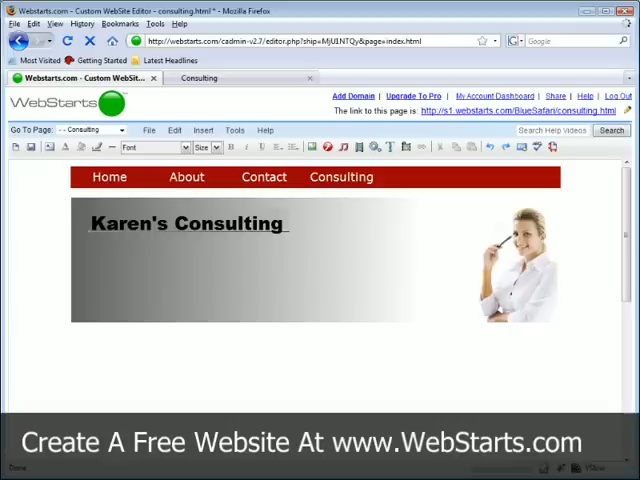 Webstarts.com - Custom WebSite Editor - consulting.html * - Mozilla Firefox
File Edit View History Bookmarks Tools Help
http://webstarts.com/cadmin-v2.7/editor.php?ship=MjU1NTQy&page=index.html
Google
Most Visited Getting Started Latest Headlines
Webstarts.com - Custom WebSit... Consulting
WebStarts
Add Domain | Upgrade To Pro | My Account Dashboard | Share | Help | Log Out
The link to this page is: http://s1.webstarts.com/BlueSafari/consulting.html
Go To Page: - - Consulting File Edit Insert Tools Help Search Help Videos Search
Font Size B I U
Home About Contact Consulting
Karen's Consulting
Create A Free Website At www.WebStarts.com
Done